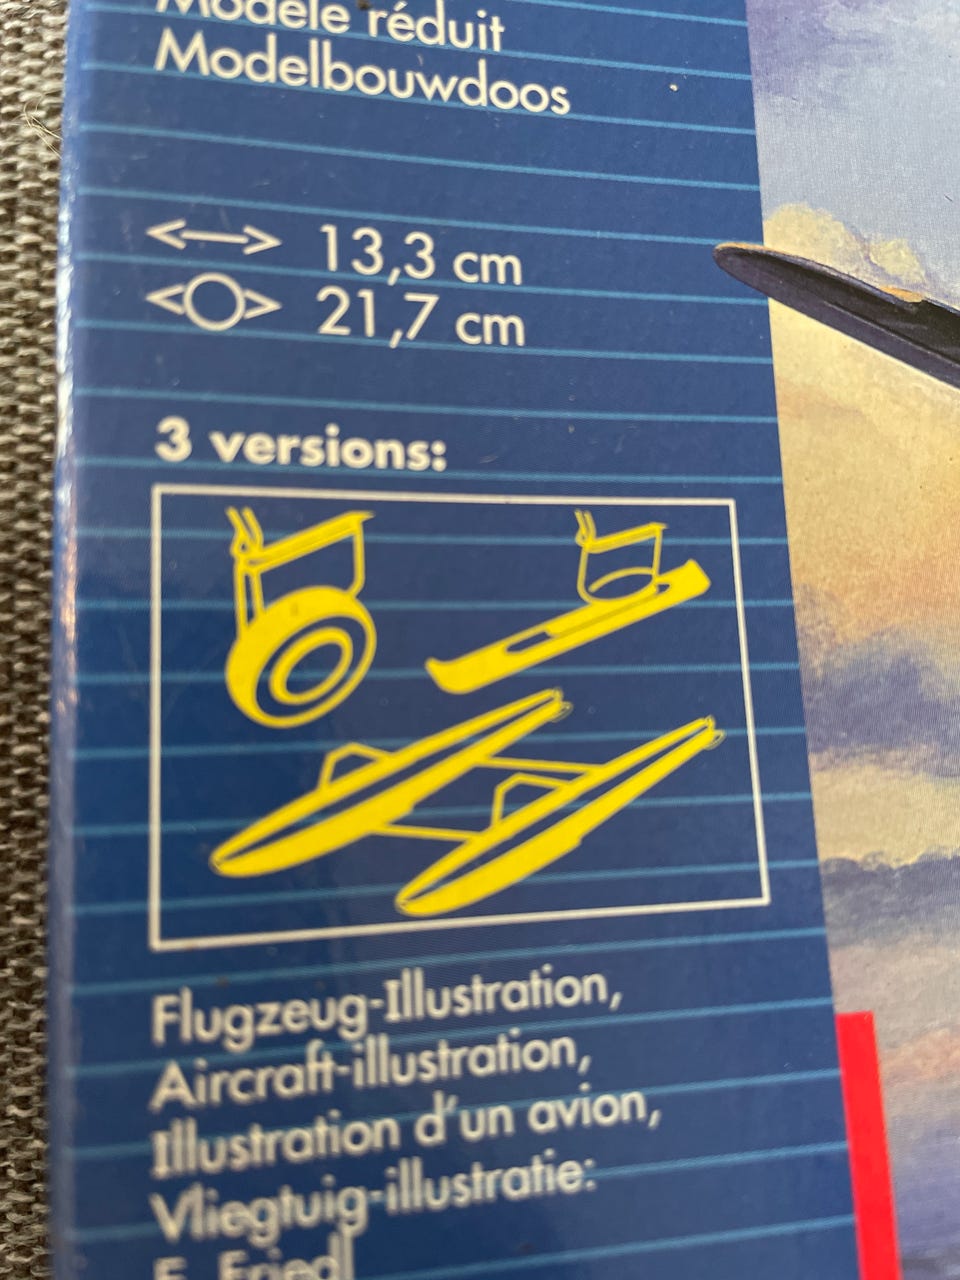 Modèle réduit
Modelbouwdoos
13,3 cm
21,7 cm
3 versions:
Flugzeug-Illustration,
Aircraft-illustration,
Illustration d'un avion,
Vliegtuig-illustratie:
E. Friedl